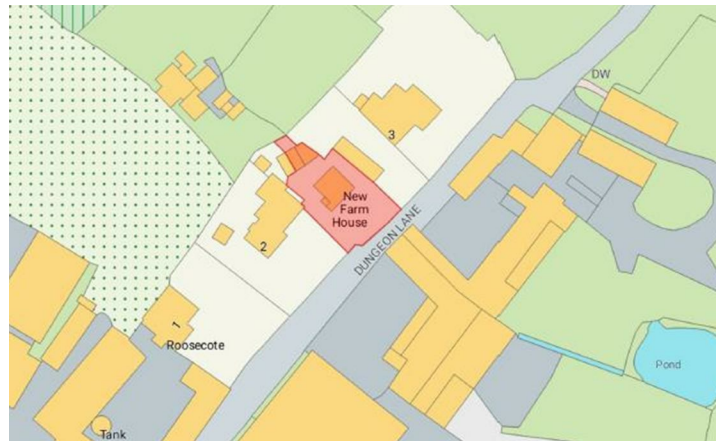 DW
3
New
Farm
House
DUNGEON LANE
2
1
Roosecote
Pond
Tank